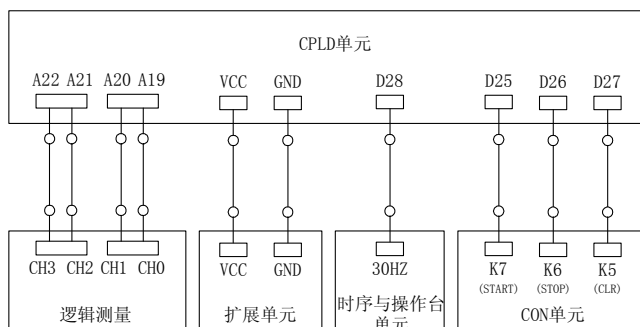 CPLD单元
A22 A21 A20 A19 VCC GND D28 D25 D26 D27
CH3 CH2 CH1 CH0 VCC GND 30HZ K7 K6 K5
(START) (STOP) (CLR)
逻辑测量 扩展单元 时序与操作台 CON单元
单元